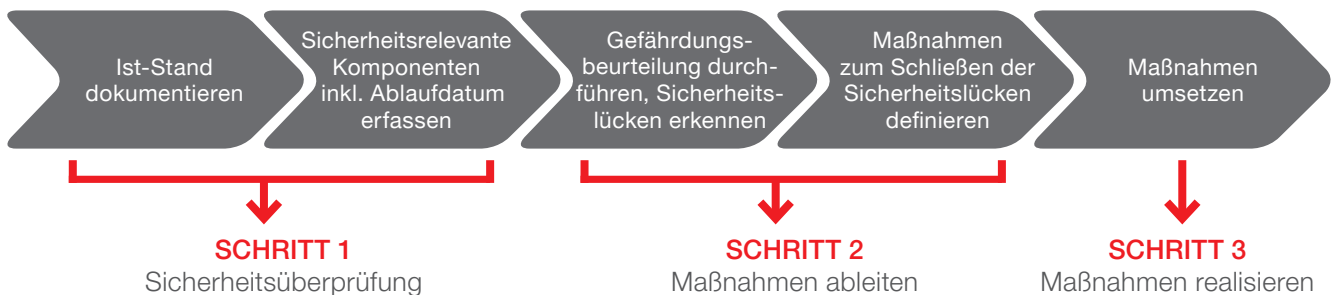 Ist-Stand
dokumentieren
Sicherheitsrelevante
Komponenten
inkl. Ablaufdatum
erfassen
Gefährdungs-
beurteilung durch-
führen, Sicherheits-
lücken erkennen
Maßnahmen
zum Schließen der
Sicherheitslücken
definieren
Maßnahmen
umsetzen
SCHRITT 1
Sicherheitsüberprüfung
SCHRITT 2
Maßnahmen ableiten
SCHRITT 3
Maßnahmen realisieren